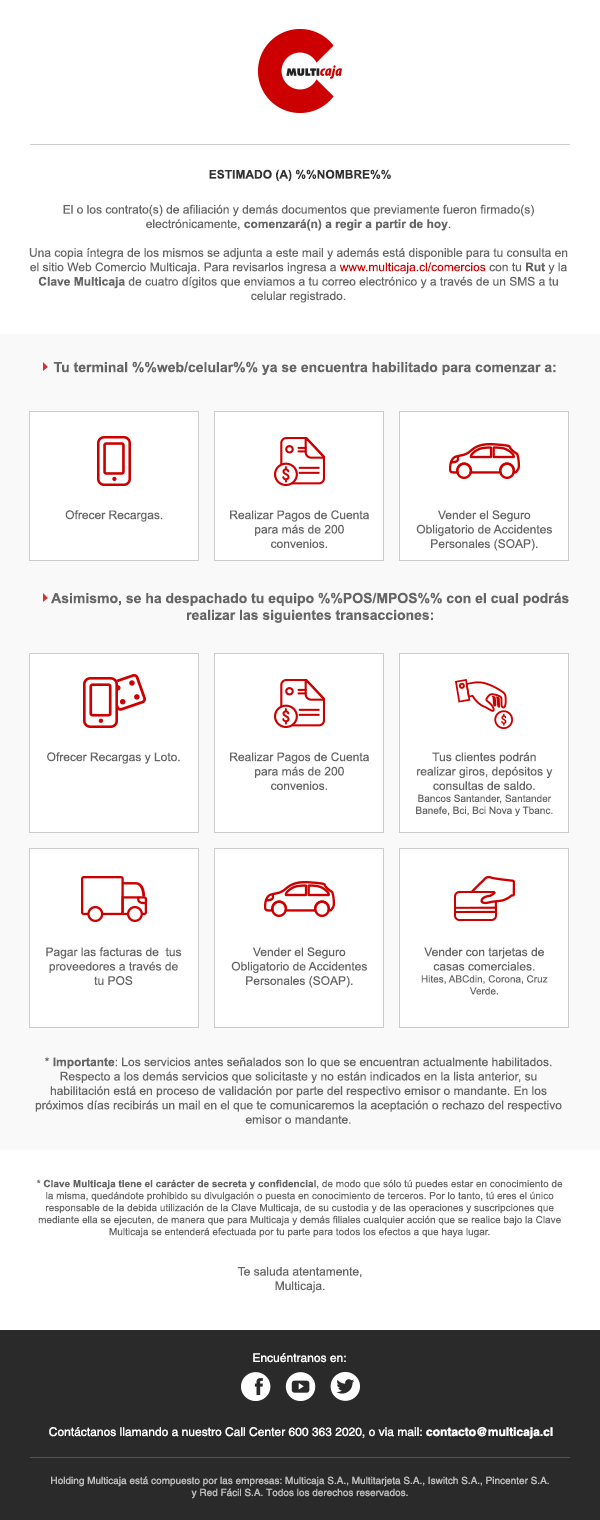 MULTIcaja
ESTIMADO (A) %%NOMBRE%%
El o los contrato(s) de afiliación y demás documentos que previamente fueron firmado(s)
electrónicamente, comenzará(n) a regir a partir de hoy.
Una copia íntegra de los mismos se adjunta a este mail y además está disponible para tu consulta en
el sitio Web Comercio Multicaja. Para revisarlos ingresa a www.multicaja.cl/comercios con tu Rut y la
Clave Multicaja de cuatro dígitos que enviamos a tu correo electrónico y a través de un SMS a tu
celular registrado.
Tu terminal %%web/celular%% ya se encuentra habilitado para comenzar a:
Ofrecer Recargas.
Realizar Pagos de Cuenta
para más de 200
convenios.
Vender el Seguro
Obligatorio de Accidentes
Personales (SOAP).
Asimismo, se ha despachado tu equipo %%POS/MPOS%% con el cual podrás
realizar las siguientes transacciones:
Ofrecer Recargas y Loto.
Realizar Pagos de Cuenta
para más de 200
convenios.
Tus clientes podrán
realizar giros, depósitos y
consultas de saldo.
Bancos Santander, Santander
Banefe, Bci, Bci Nova y Tbanc.
Pagar las facturas de tus
proveedores a través de
tu POS
Vender el Seguro
Obligatorio de Accidentes
Personales (SOAP).
Vender con tarjetas de
casas comerciales.
Hites, ABCdin, Corona, Cruz
Verde.
* Importante: Los servicios antes señalados son lo que se encuentran actualmente habilitados.
Respecto a los demás servicios que solicitaste y no están indicados en la lista anterior, su
habilitación está en proceso de validación por parte del respectivo emisor o mandante. En los
próximos días recibirás un mail en el que te comunicaremos la aceptación o rechazo del respectivo
emisor o mandante.
* Clave Multicaja tiene el carácter de secreta y confidencial, de modo que sólo tú puedes estar en conocimiento de
la misma, quedándote prohibido su divulgación o puesta en conocimiento de terceros. Por lo tanto, tú eres el único
responsable de la debida utilización de la Clave Multicaja, de su custodia y de las operaciones y suscripciones que
mediante ella se ejecuten, de manera que para Multicaja y demás filiales cualquier acción que se realice bajo la Clave
Multicaja se entenderá efectuada por tu parte para todos los efectos a que haya lugar.
Te saluda atentamente,
Multicaja.
Encuéntranos en:
Contáctanos llamando a nuestro Call Center 600 363 2020, o via mail: contacto@multicaja.cl
Holding Multicaja está compuesto por las empresas: Multicaja S.A., Multitarjeta S.A., Iswitch S.A., Pincenter S.A.
y Red Fácil S.A. Todos los derechos reservados.